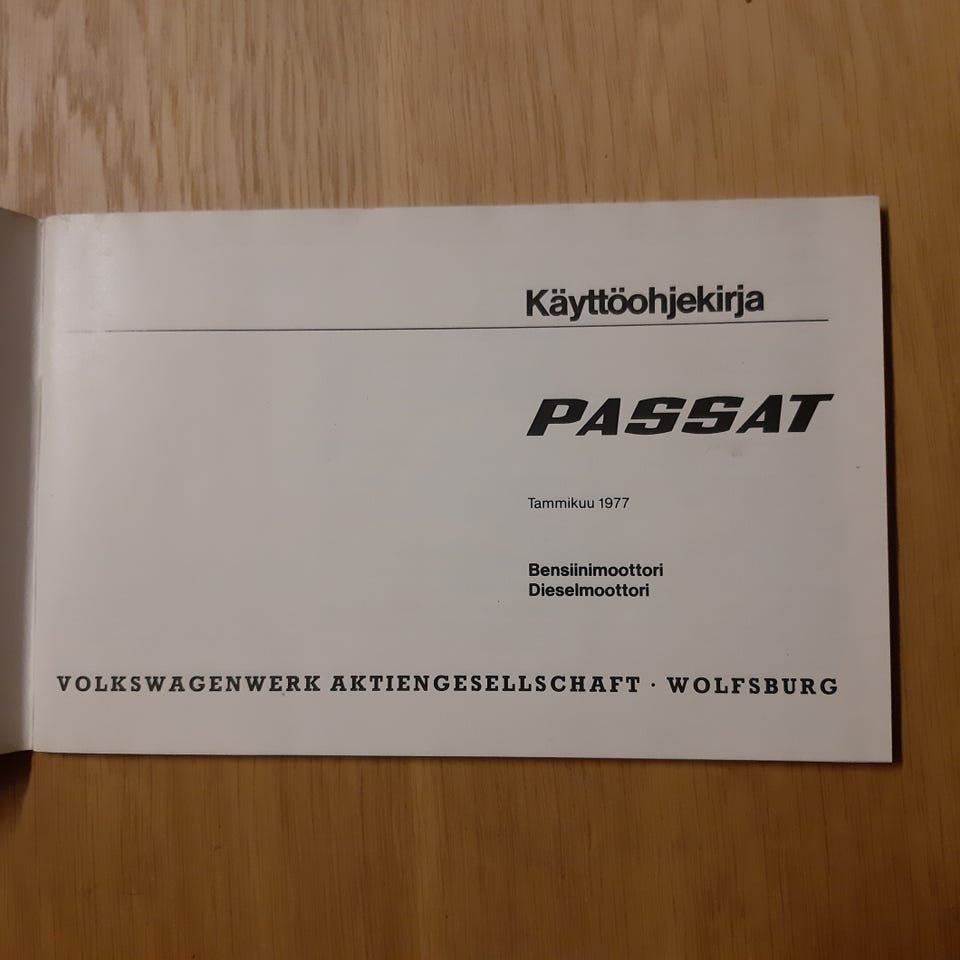 Käyttöohjekirja
PASSAT
Tammikuu 1977
Bensiinimoottori
Dieselmoottori
VOLKSWAGENWERK AKTIENGESELLSCHAFT · WOLFSBURG